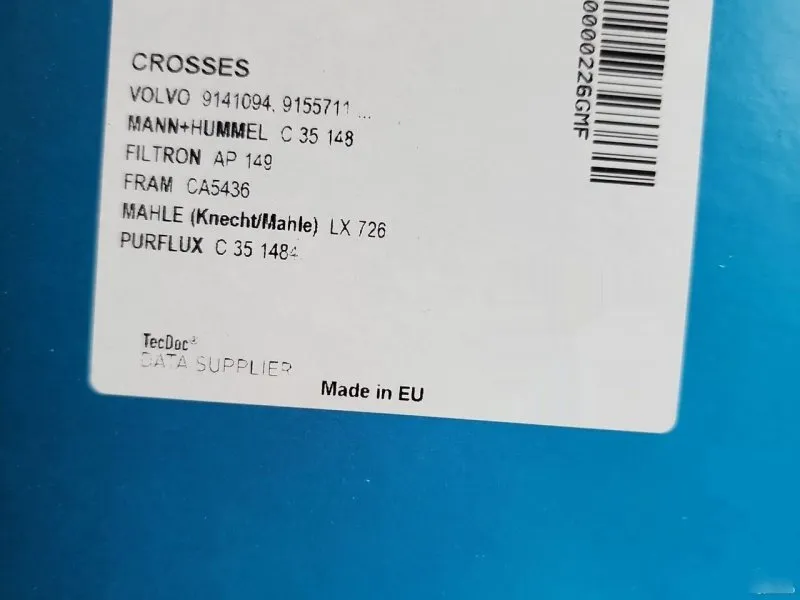 CROSSES
VOLVO 9141094, 9155711 ...
MANN+HUMMEL C 35 148
FILTRON AP 149
FRAM CA5436
MAHLE (Knecht/Mahle) LX 726
PURFLUX C 35 1484
TecDoc®
DATA SUPPLIER
Made in EU
0000226GMF